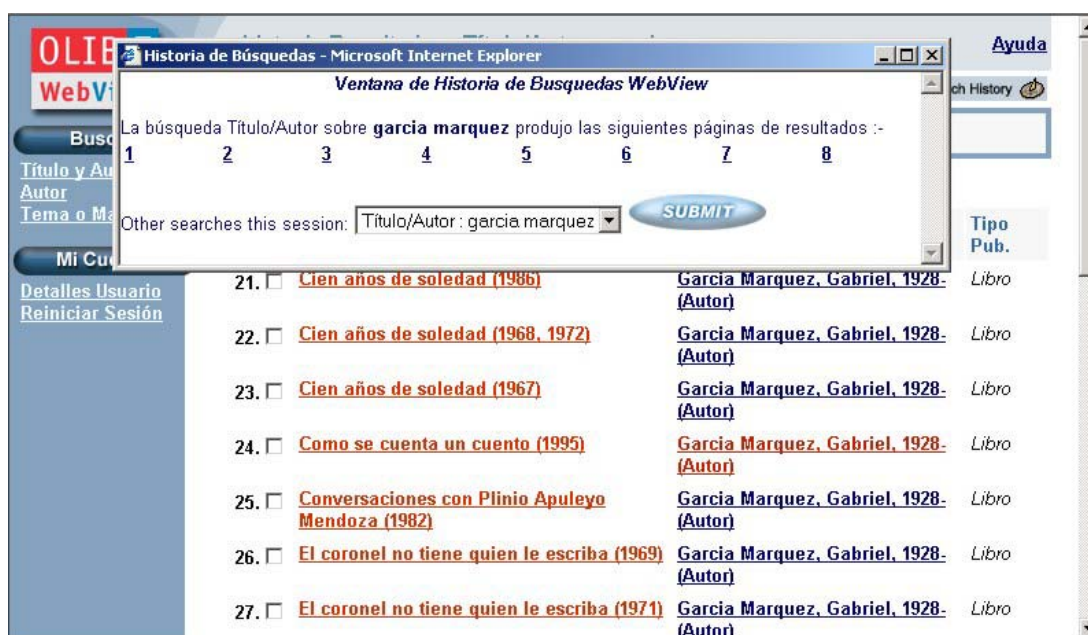 OLIB
WebVi
Historia de Búsquedas - Microsoft Internet Explorer
Ayuda
Ventana de Historia de Busquedas WebView
ch History
La búsqueda Título/Autor sobre garcia marquez produjo las siguientes páginas de resultados :-
1 2 3 4 5 6 7 8
Other searches this session: Título/Autor : garcia marquez SUBMIT
Busc
Título y Au
Autor
Tema o Ma
Mi Cu
Detalles Usuario
Reiniciar Sesión
Tipo
Pub.
21. Cien años de soledad (1986) Garcia Marquez, Gabriel, 1928- Libro
(Autor)
22. Cien años de soledad (1968, 1972) Garcia Marquez, Gabriel, 1928- Libro
(Autor)
23. Cien años de soledad (1967) Garcia Marquez, Gabriel, 1928- Libro
(Autor)
24. Como se cuenta un cuento (1995) Garcia Marquez, Gabriel, 1928- Libro
(Autor)
25. Conversaciones con Plinio Apuleyo Garcia Marquez, Gabriel, 1928- Libro
Mendoza (1982) (Autor)
26. El coronel no tiene quien le escriba (1969) Garcia Marquez, Gabriel, 1928- Libro
(Autor)
27. El coronel no tiene quien le escriba (1971) Garcia Marquez, Gabriel, 1928- Libro
(Autor)